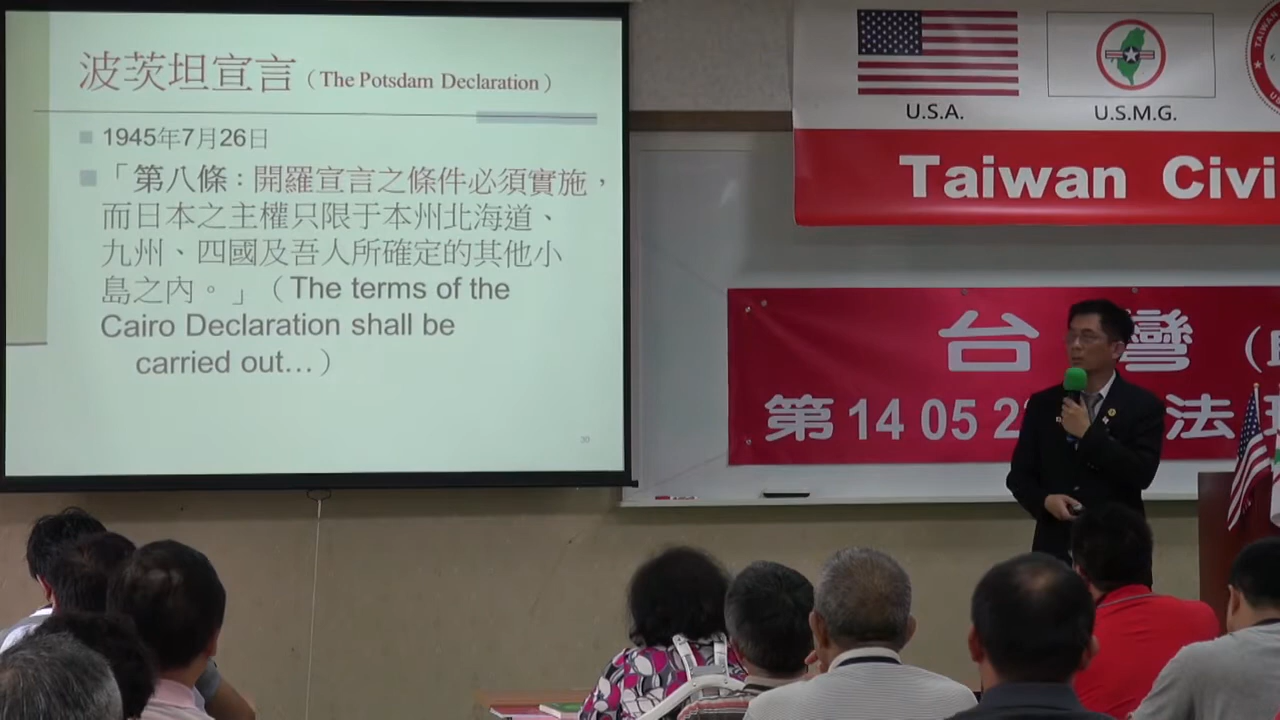 波茨坦宣言（The Potsdam Declaration）
1945年7月26日
「第八條：開羅宣言之條件必須實施，
而日本之主權只限于本州北海道、
九州、四國及吾人所確定的其他小
島之內。」（The terms of the
Cairo Declaration shall be
carried out…）
U.S.A.
U.S.M.G.
TAIWAN
Taiwan Civi
台 灣（
第 14 05 2 法